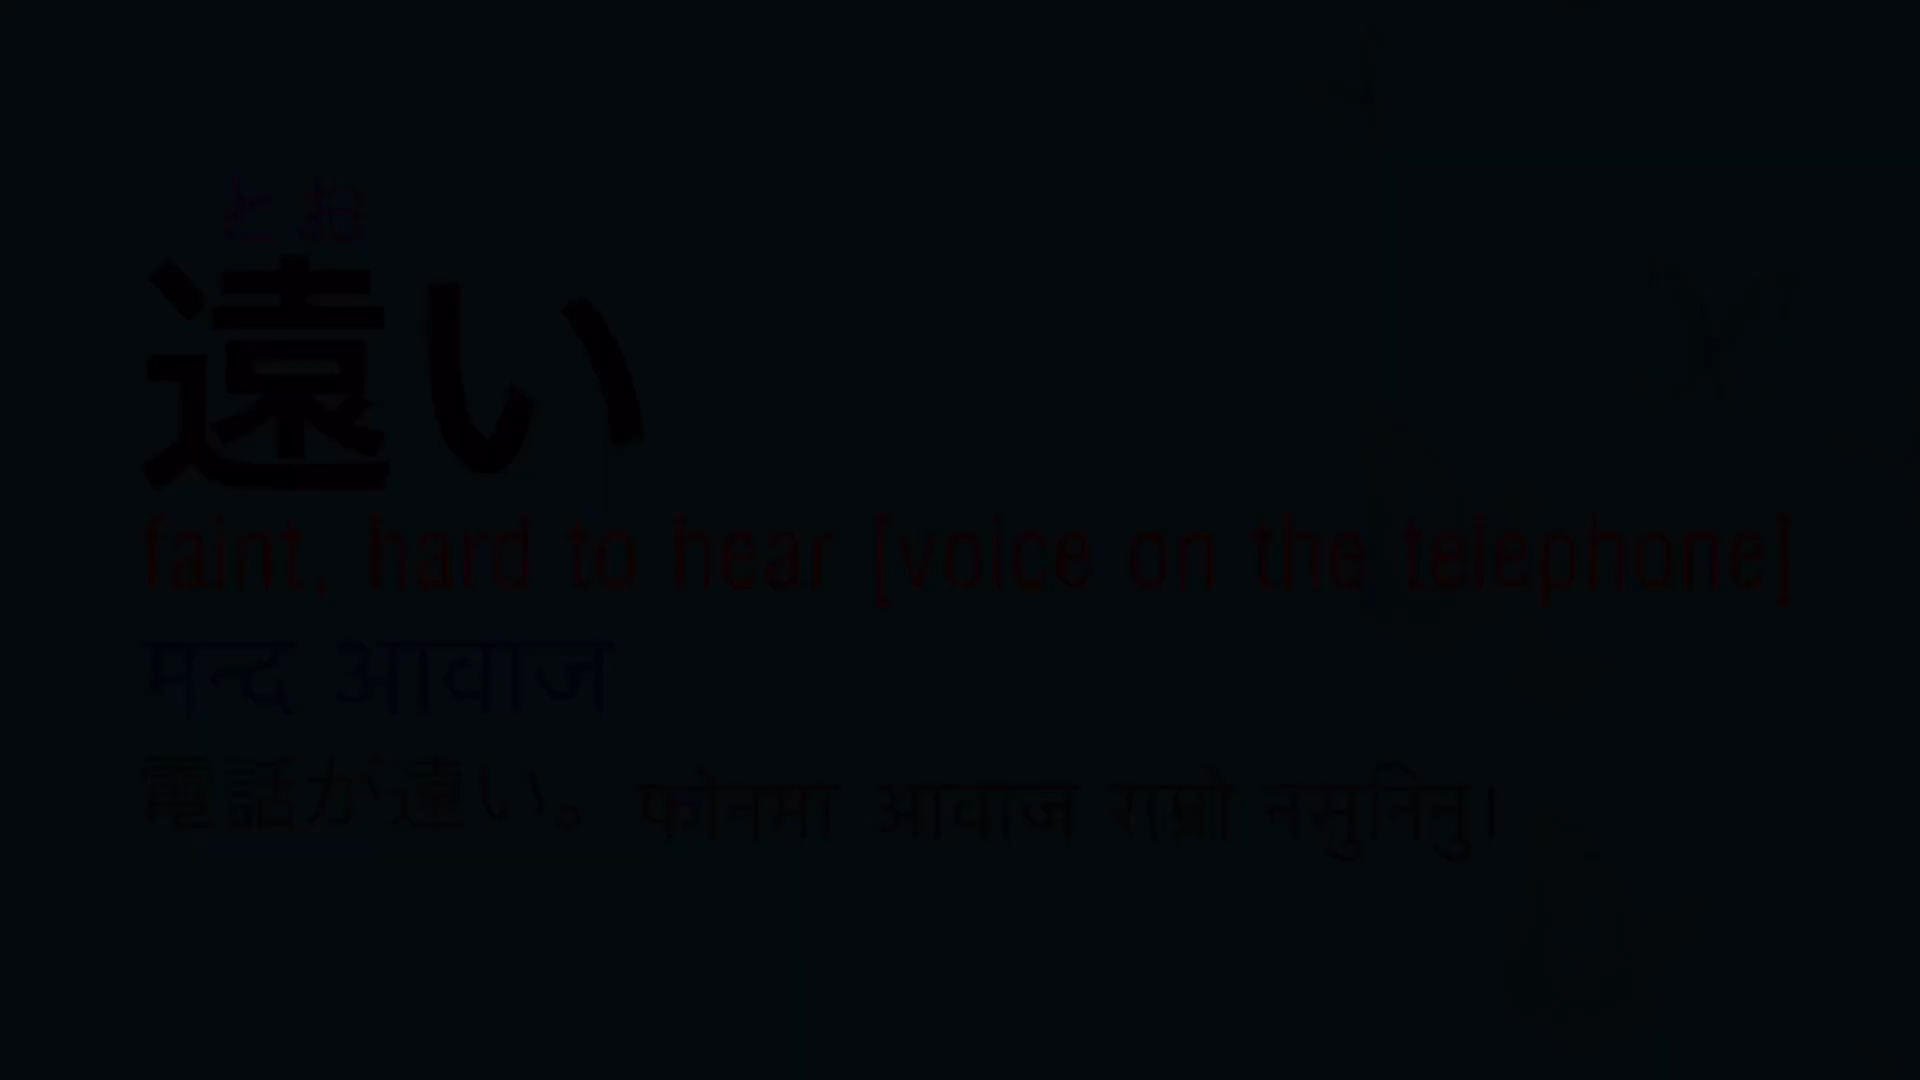 とお
遠い
faint, hard to hear [voice on the telephone]
मन्द आवाज
電話が遠い。 फोनमा आवाज राम्रो नसुनिनु।